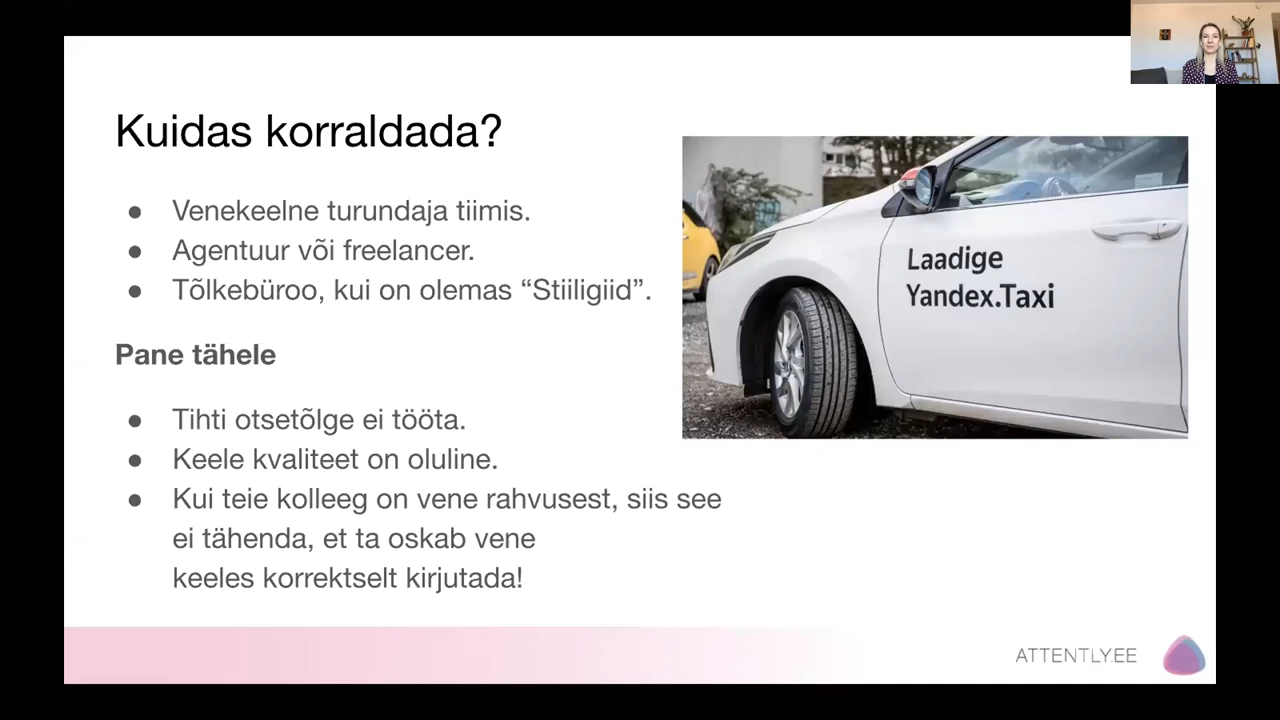 Kuidas korraldada?
● Venekeelne turundaja tiimis.
● Agentuur või freelancer.
● Tõlkebüroo, kui on olemas “Stiiligiid”.
Pane tähele
● Tihti otsetõlge ei tööta.
● Keele kvaliteet on oluline.
● Kui teie kolleeg on vene rahvusest, siis see
ei tähenda, et ta oskab vene
keeles korrektselt kirjutada!
Laadige
Yandex.Taxi
ATTENTLY.EE